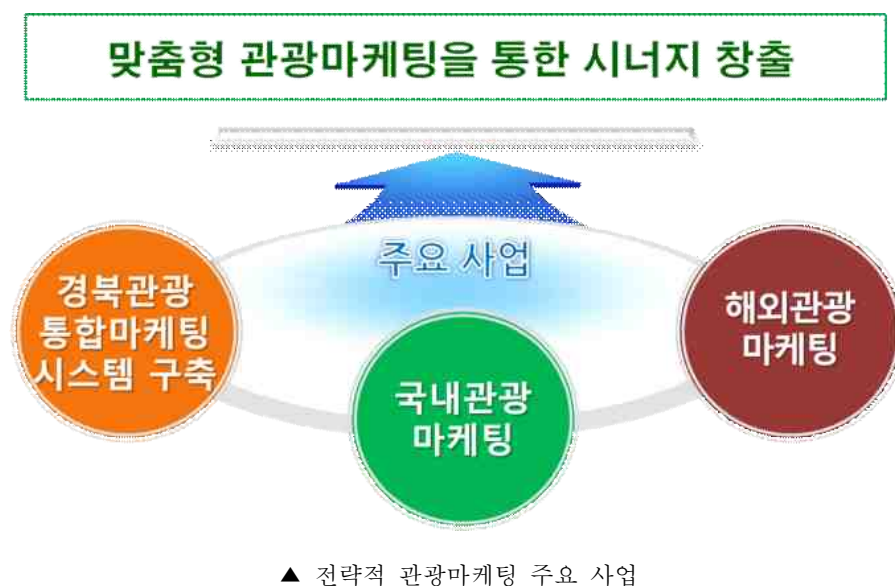 맞춤형 관광마케팅을 통한 시너지 창출
주요 사업
경북관광
통합마케팅
시스템 구축
국내관광
마케팅
해외관광
마케팅
▲ 전략적 관광마케팅 주요 사업